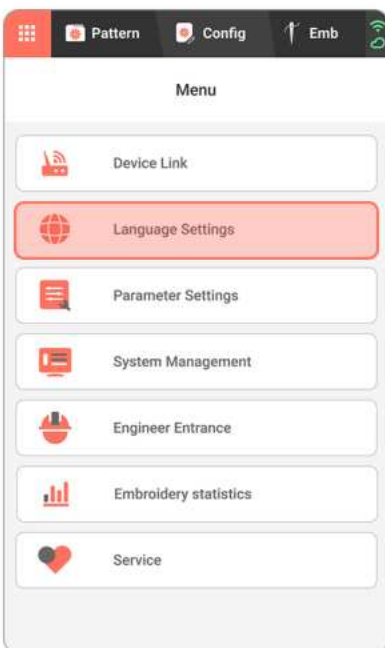 Pattern Config Emb
Menu
Device Link
Language Settings
Parameter Settings
System Management
Engineer Entrance
Embroidery statistics
Service